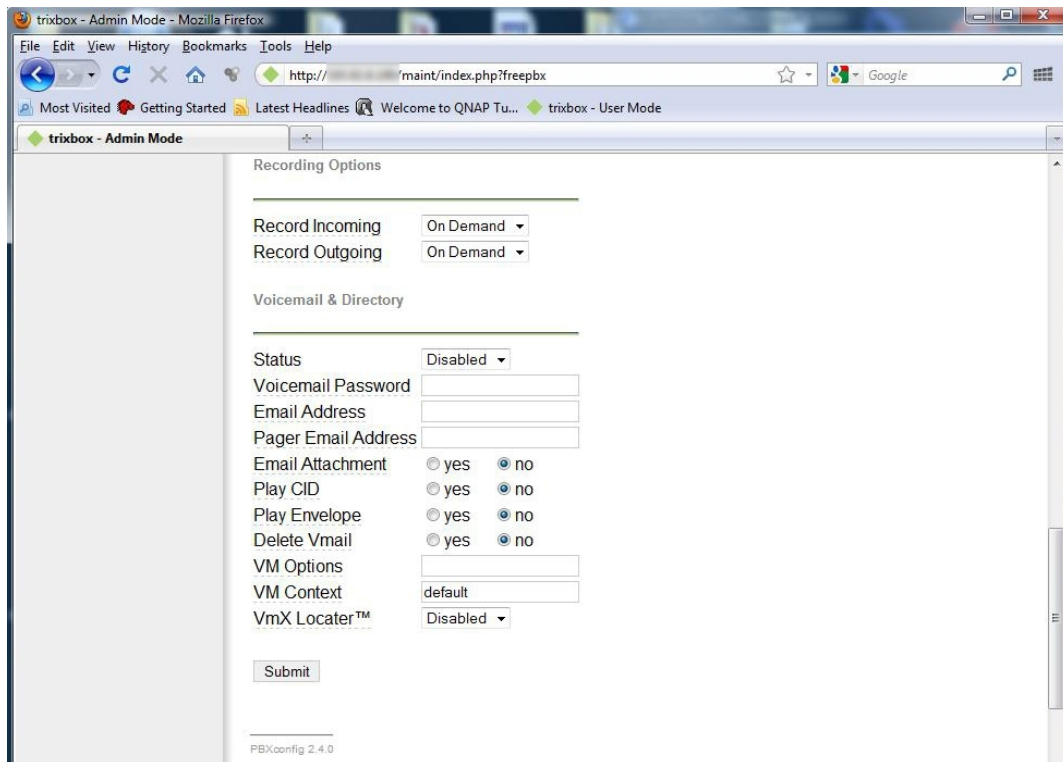 trixbox - Admin Mode - Mozilla Firefox
File Edit View History Bookmarks Tools Help
http:// /maint/index.php?freepbx
Google
Most Visited Getting Started Latest Headlines Welcome to QNAP Tu... trixbox - User Mode
trixbox - Admin Mode
Recording Options
Record Incoming On Demand
Record Outgoing On Demand
Voicemail & Directory
Status Disabled
Voicemail Password
Email Address
Pager Email Address
Email Attachment yes no
Play CID yes no
Play Envelope yes no
Delete Vmail yes no
VM Options
VM Context default
VmX Locater™ Disabled
Submit
PBXconfig 2.4.0